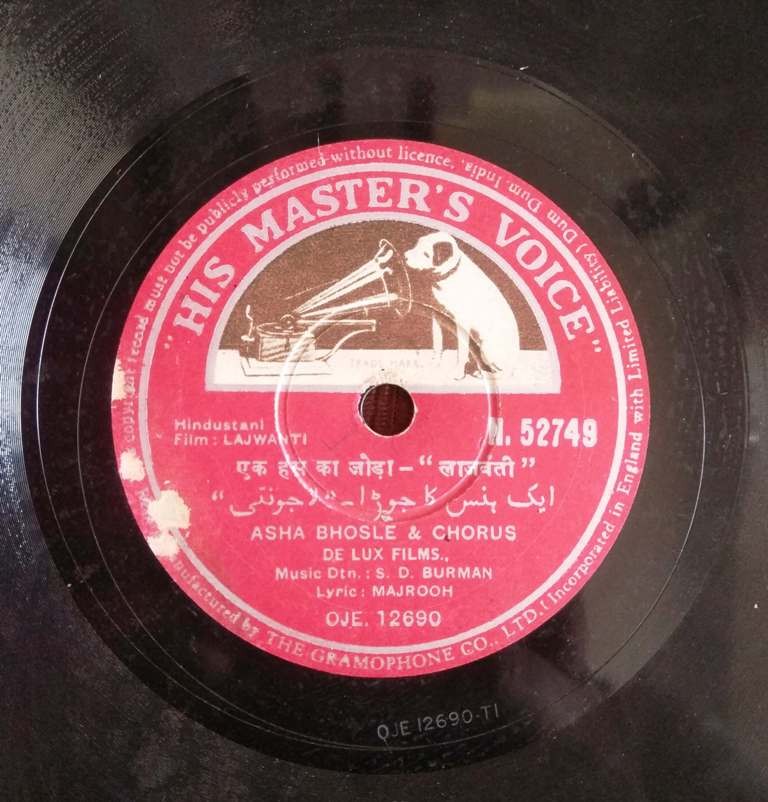 "HIS MASTER'S VOICE"
TRADE MARK.
Hindustani
Film : LAJWANTI
N. 52749
एक हंस का जोड़ा – "लाजवंती"
ایک ہنس کا جوڑا - "لاجونتی"
ASHA BHOSLE & CHORUS
DE LUX FILMS.,
Music Dtn. : S. D. BURMAN
Lyric : MAJROOH
OJE. 12690
copyright record must not be publicly performed without licence.
Manufactured by THE GRAMOPHONE CO., LTD. (Incorporated in England with Limited Liability) Dum Dum, India.
OJE 12690-T1